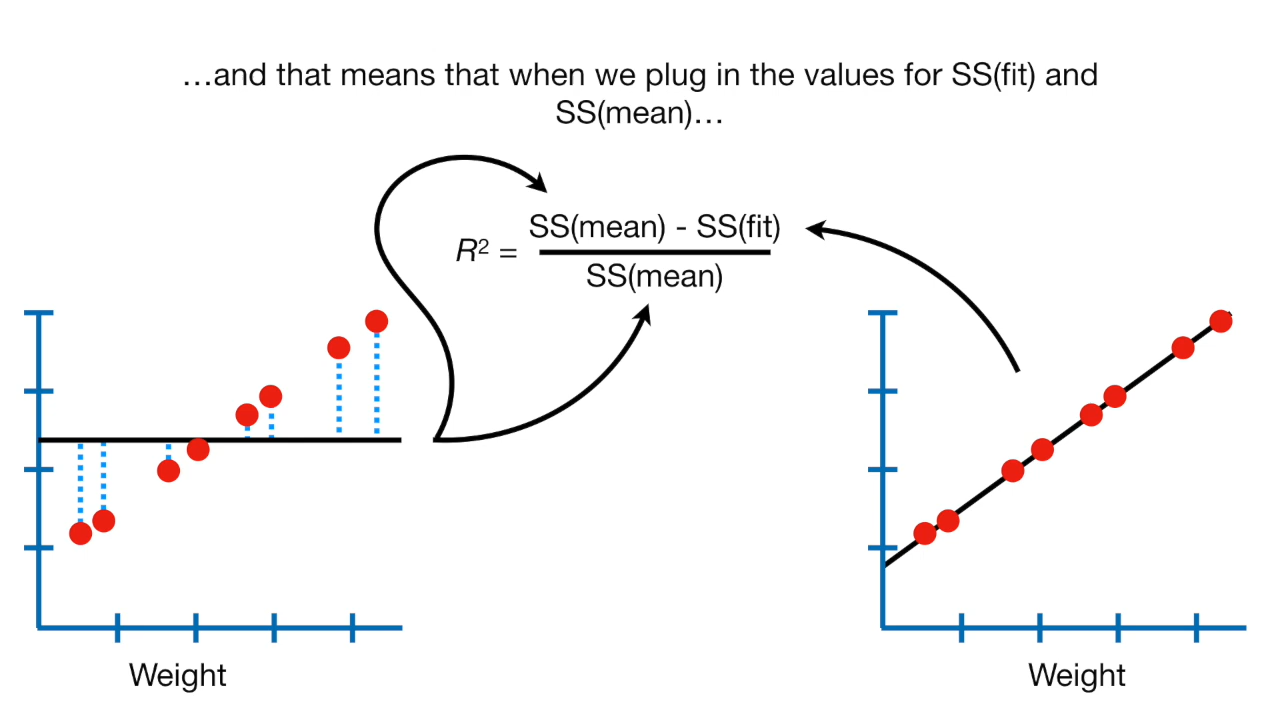 …and that means that when we plug in the values for SS(fit) and
SS(mean)…
SS(mean) - SS(fit)
R² =
SS(mean)
Weight
Weight